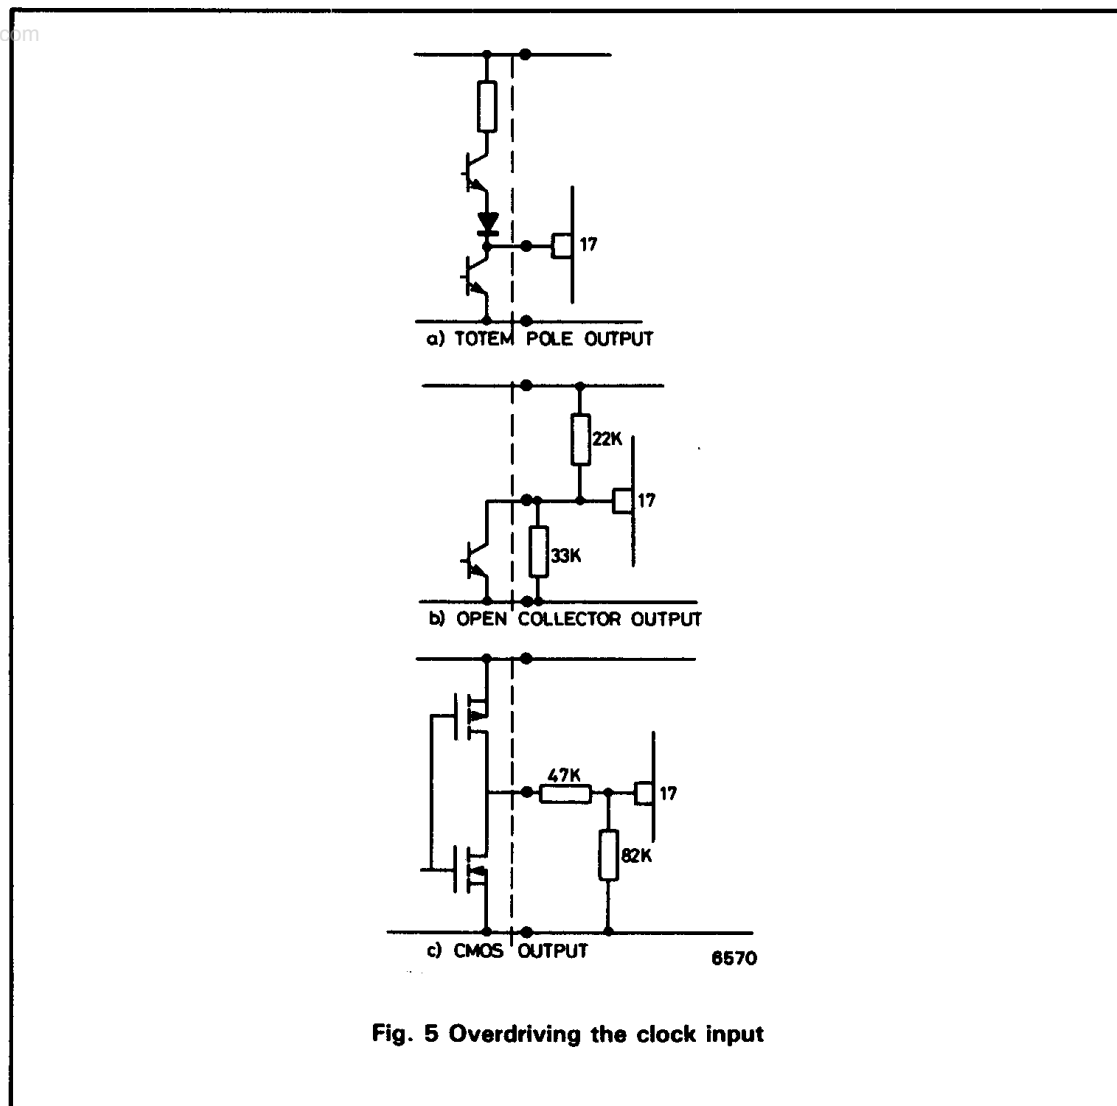 com
17
a) TOTEM POLE OUTPUT
22K
17
33K
b) OPEN COLLECTOR OUTPUT
47K
17
82K
c) CMOS OUTPUT
6570
Fig. 5 Overdriving the clock input